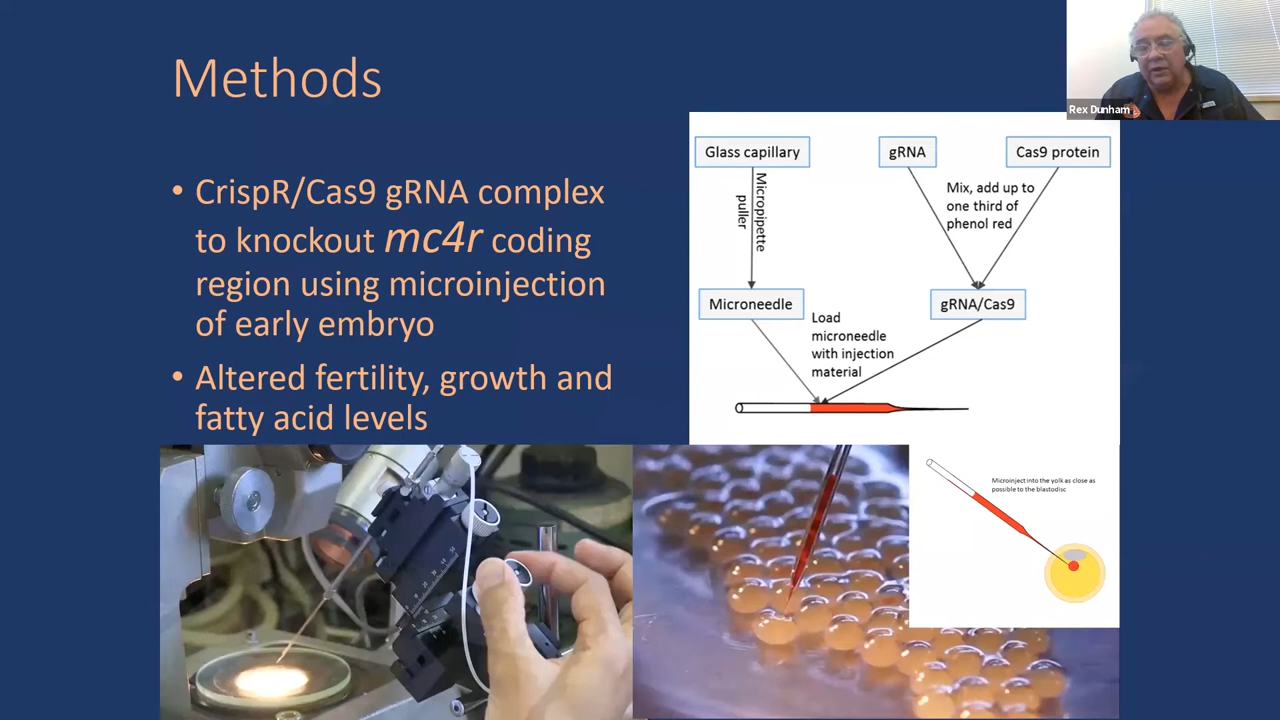 Methods
• CrispR/Cas9 gRNA complex
to knockout mc4r coding
region using microinjection
of early embryo
• Altered fertility, growth and
fatty acid levels
Rex Dunham
Glass capillary
gRNA
Cas9 protein
Micropipette
puller
Mix, add up to
one third of
phenol red
Microneedle
gRNA/Cas9
Load
microneedle
with injection
material
Microinject into the yolk as close as
possible to the blastodisc